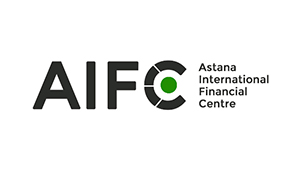 AIFC
Astana
International
Financial
Centre